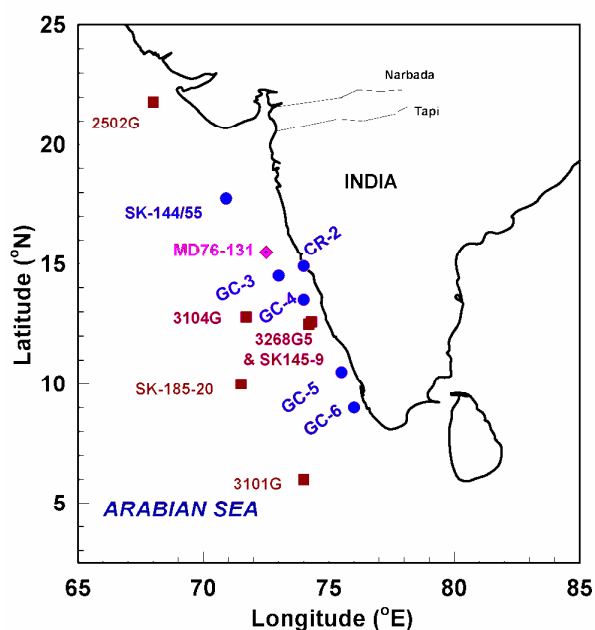 25
20
15
10
5
Latitude (°N)
Narbada
Tapi
2502G
INDIA
SK-144/55
CR-2
MD76-131
GC-3
GC-4
3104G
3268G5
& SK145-9
SK-185-20
GC-5
GC-6
3101G
ARABIAN SEA
65 70 75 80 85
Longitude (°E)